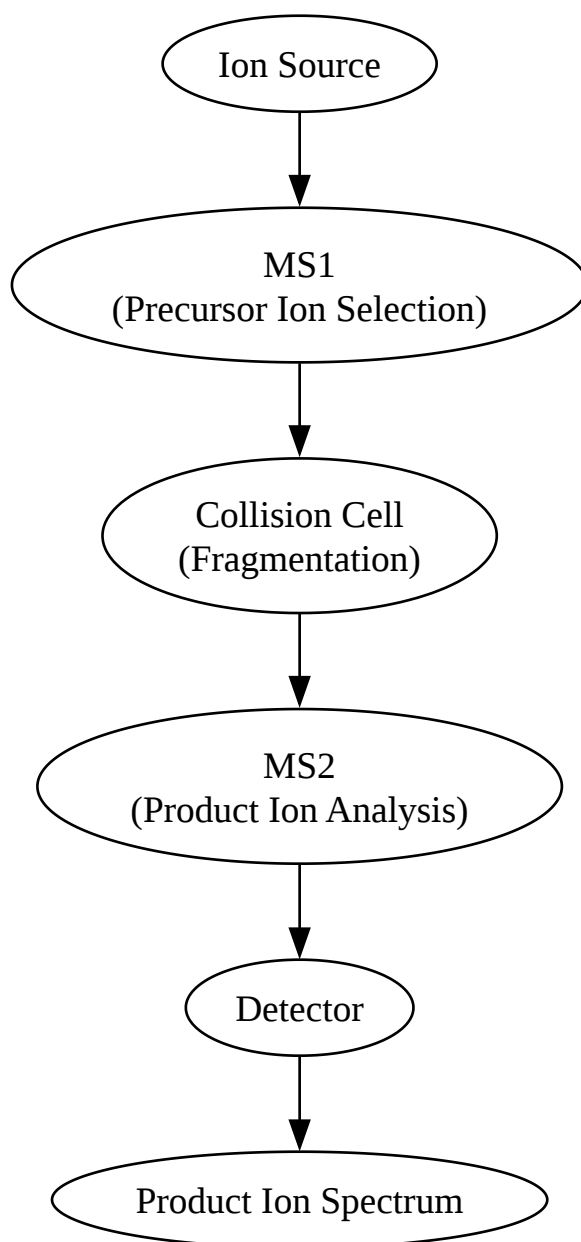 Ion Source
MS1
(Precursor Ion Selection)
Collision Cell
(Fragmentation)
MS2
(Product Ion Analysis)
Detector
Product Ion Spectrum